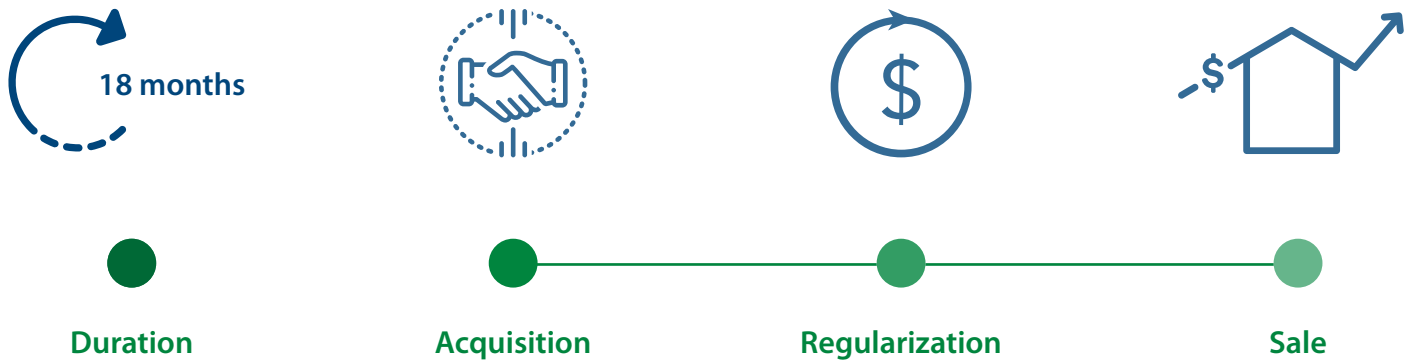 18 months
$
$
Duration
Acquisition
Regularization
Sale